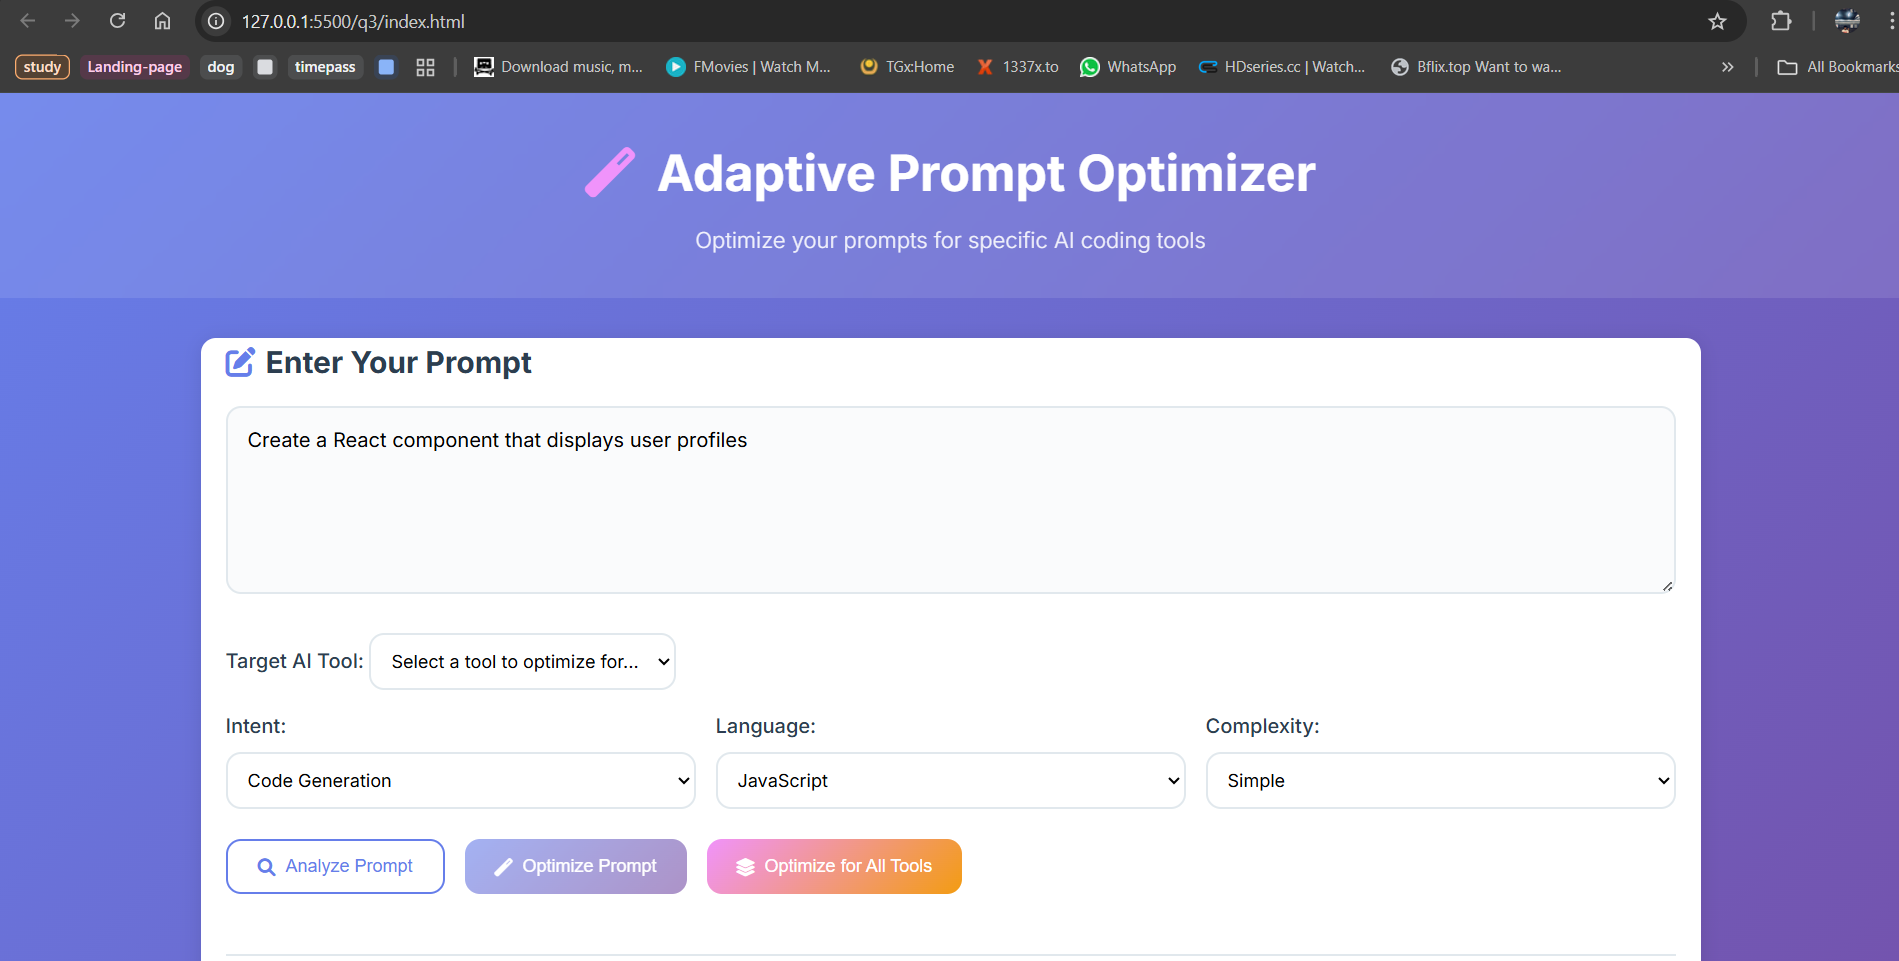 127.0.0.1:5500/q3/index.html
study Landing-page dog timepass Download music, m... FMovies | Watch M... TGx:Home 1337x.to WhatsApp HDseries.cc | Watch... Bflix.top Want to wa... » All Bookmarks
Adaptive Prompt Optimizer
Optimize your prompts for specific AI coding tools
Enter Your Prompt
Create a React component that displays user profiles
Target AI Tool: Select a tool to optimize for...
Intent: Language: Complexity:
Code Generation JavaScript Simple
Analyze Prompt Optimize Prompt Optimize for All Tools